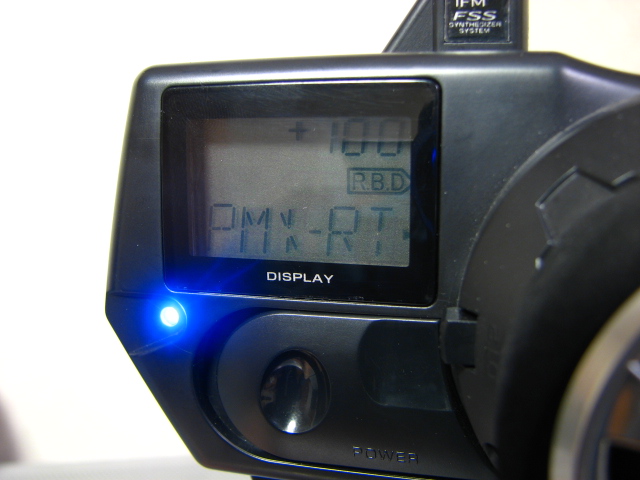 IFM
FSS
SYNTHESIZER
SYSTEM
+100
R.B.D
PMX-RT
DISPLAY
POWER